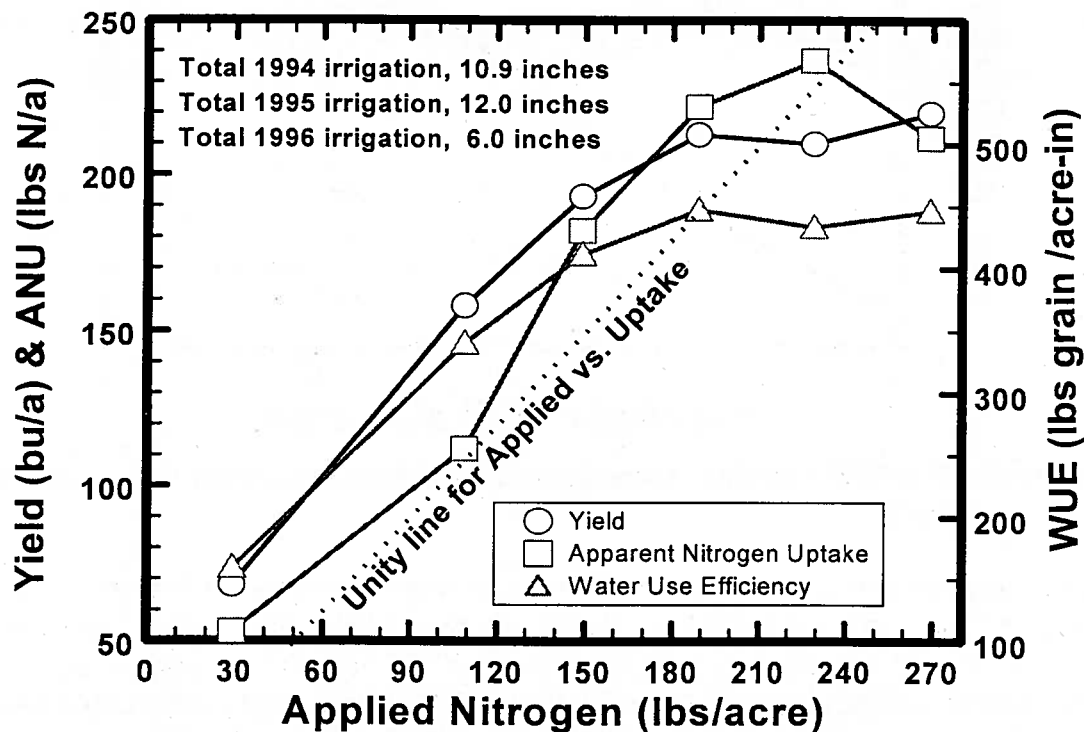 Total 1994 irrigation, 10.9 inches
Total 1995 irrigation, 12.0 inches
Total 1996 irrigation, 6.0 inches
Yield (bu/a) & ANU (lbs N/a)
250
200
150
100
50
WUE (lbs grain /acre-in)
500
400
300
200
100
Unity line for Applied vs. Uptake
Yield
Apparent Nitrogen Uptake
Water Use Efficiency
0 30 60 90 120 150 180 210 240 270
Applied Nitrogen (lbs/acre)